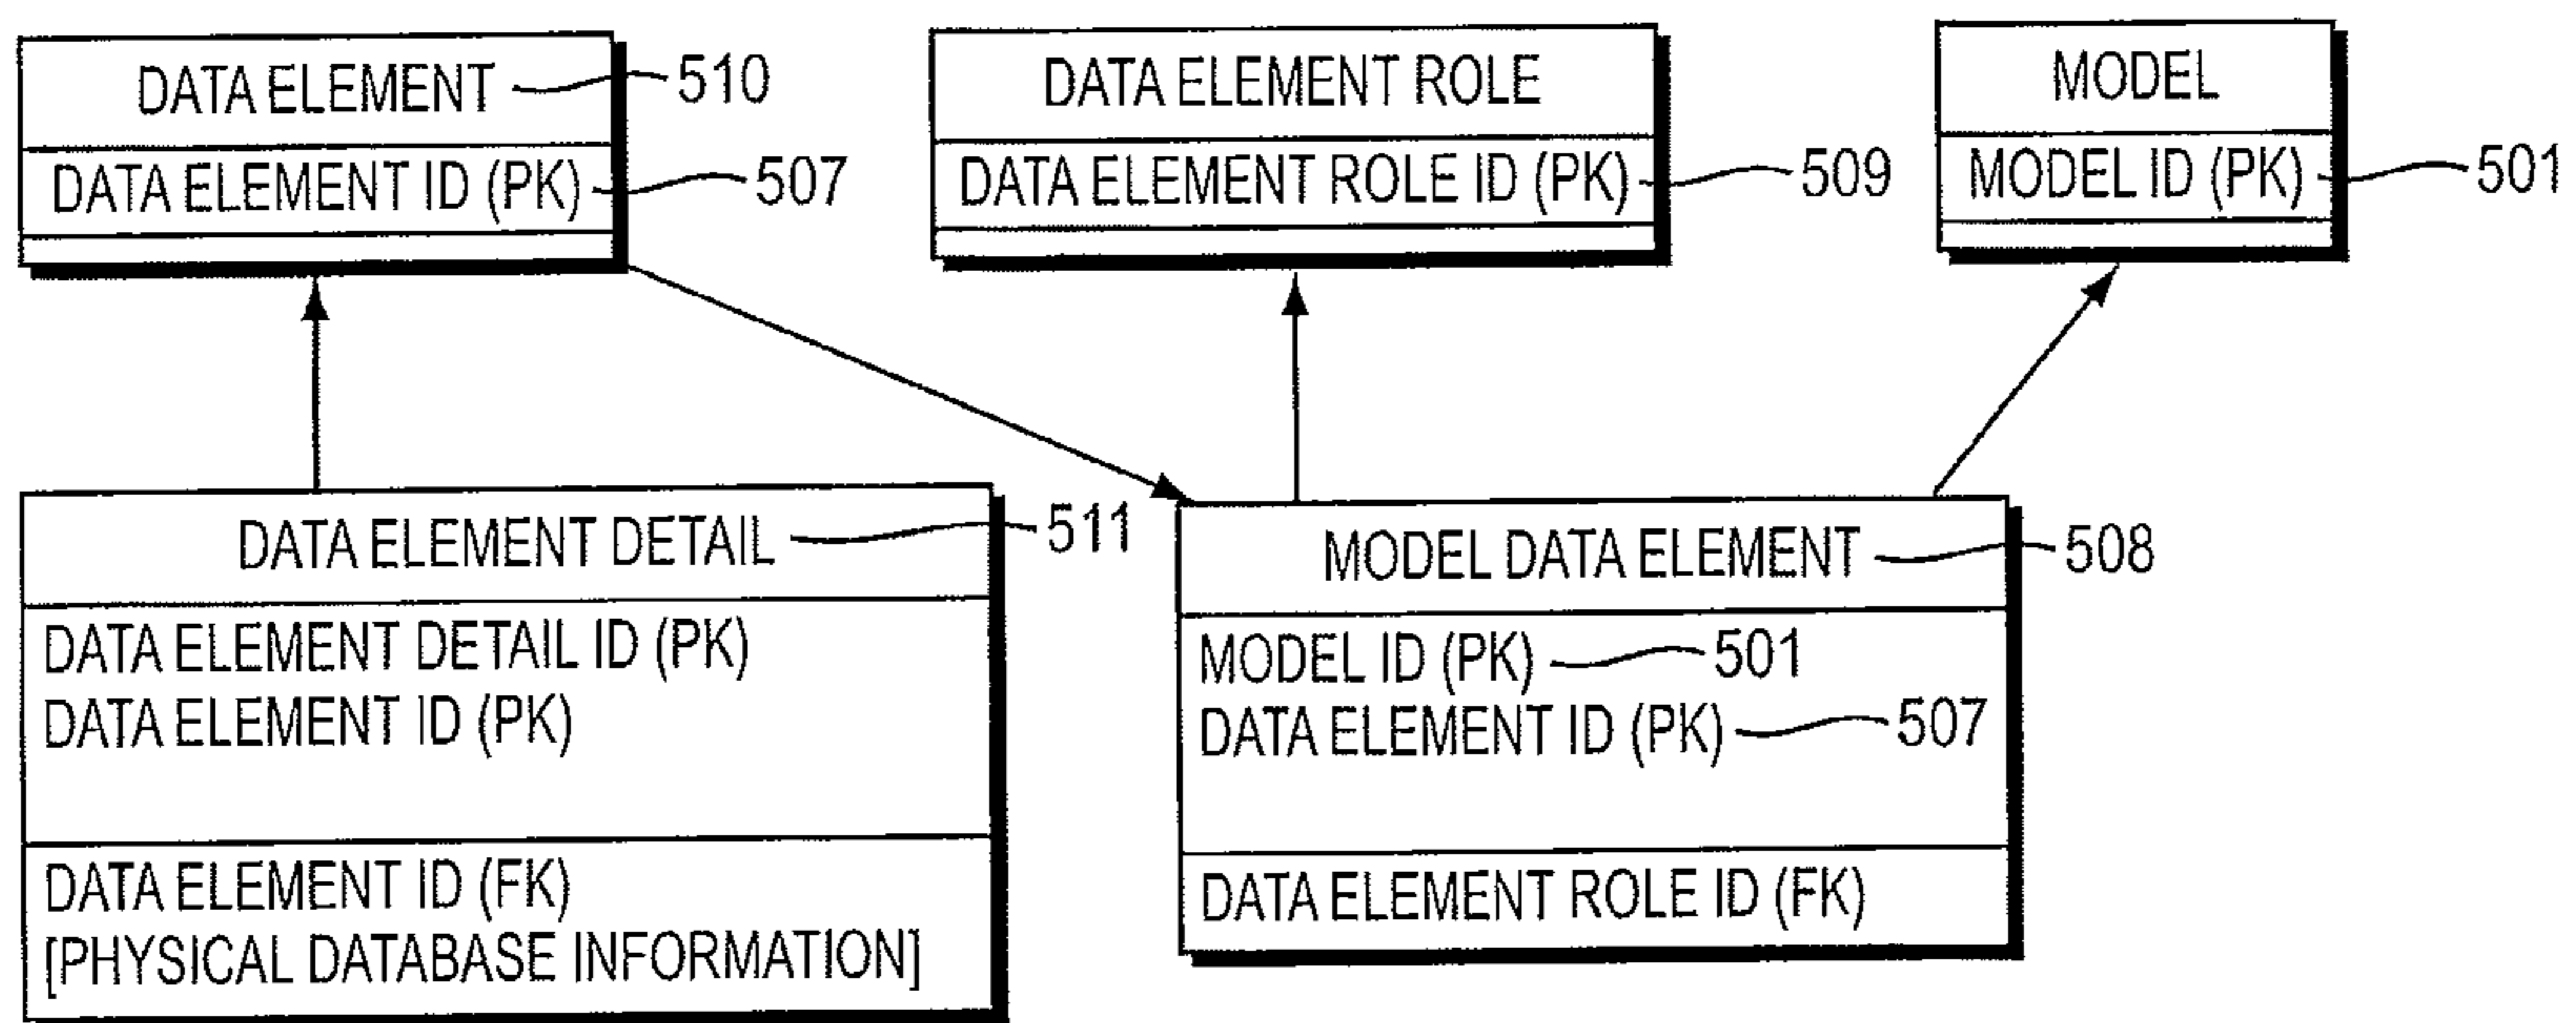 DATA ELEMENT 510
DATA ELEMENT ID (PK) 507
DATA ELEMENT ROLE
DATA ELEMENT ROLE ID (PK) 509
MODEL
MODEL ID (PK) 501
DATA ELEMENT DETAIL 511
DATA ELEMENT DETAIL ID (PK)
DATA ELEMENT ID (PK)
DATA ELEMENT ID (FK)
[PHYSICAL DATABASE INFORMATION]
MODEL DATA ELEMENT 508
MODEL ID (PK) 501
DATA ELEMENT ID (PK) 507
DATA ELEMENT ROLE ID (FK)